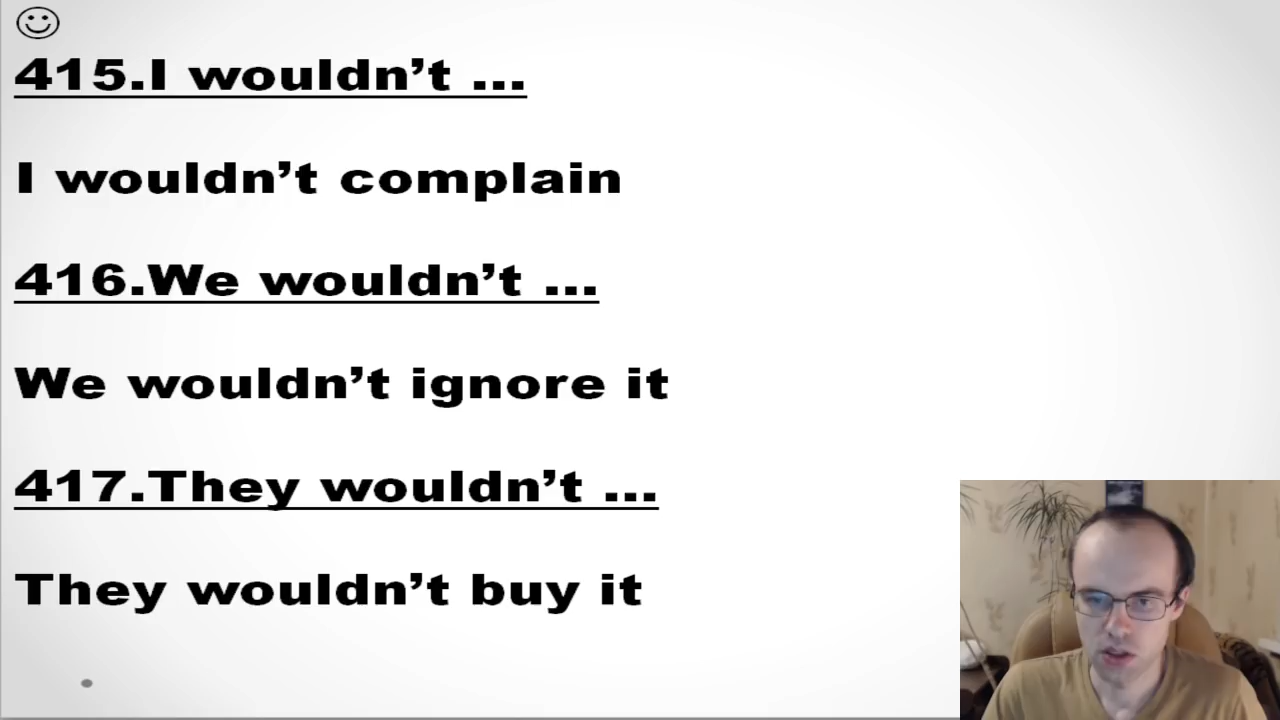 415.I wouldn’t ...
I wouldn’t complain
416.We wouldn’t ...
We wouldn’t ignore it
417.They wouldn’t ...
They wouldn’t buy it